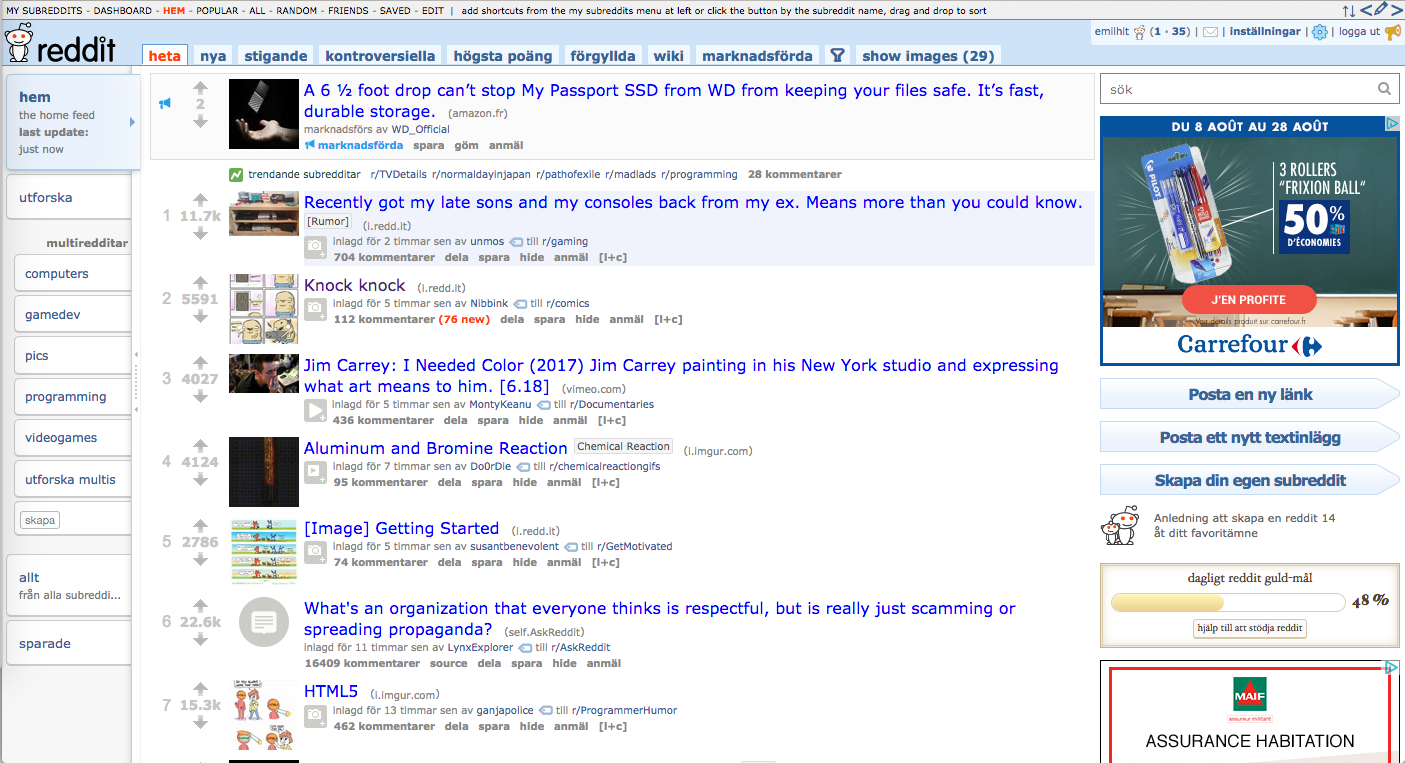 MY SUBREDDITS - DASHBOARD - HEM - POPULAR - ALL - RANDOM - FRIENDS - SAVED - EDIT | add shortcuts from the my subreddits menu at left or click the button by the subreddit name, drag and drop to sort
reddit
heta nya stigande kontroversiella högsta poäng förgyllda wiki marknadsförda show images (29)
emilhit (1 · 35) | | inställningar | | logga ut
hem
the home feed
last update:
just now
utforska
multiredditar
computers
gamedev
pics
programming
videogames
utforska multis
skapa
allt
från alla subreddi...
sparade
2
A 6 ½ foot drop can’t stop My Passport SSD from WD from keeping your files safe. It’s fast,
durable storage. (amazon.fr)
marknadsförs av WD_Official
marknadsförda spara göm anmäl
trendande subredditar r/TVDetails r/normaldayinjapan r/pathofexile r/madlads r/programming 28 kommentarer
1 11.7k
Recently got my late sons and my consoles back from my ex. Means more than you could know.
[Rumor] (i.redd.it)
inlagd för 2 timmar sen av unmos till r/gaming
704 kommentarer dela spara hide anmäl [l+c]
2 5591
Knock knock (i.redd.it)
inlagd för 5 timmar sen av Nibbink till r/comics
112 kommentarer (76 new) dela spara hide anmäl [l+c]
3 4027
Jim Carrey: I Needed Color (2017) Jim Carrey painting in his New York studio and expressing
what art means to him. [6.18] (vimeo.com)
inlagd för 5 timmar sen av MontyKeanu till r/Documentaries
436 kommentarer dela spara hide anmäl [l+c]
4 4124
Aluminum and Bromine Reaction Chemical Reaction (i.imgur.com)
inlagd för 7 timmar sen av Do0rDie till r/chemicalreactiongifs
95 kommentarer dela spara hide anmäl [l+c]
5 2786
[Image] Getting Started (i.redd.it)
inlagd för 5 timmar sen av susantbenevolent till r/GetMotivated
74 kommentarer dela spara hide anmäl [l+c]
6 22.6k
What's an organization that everyone thinks is respectful, but is really just scamming or
spreading propaganda? (self.AskReddit)
inlagd för 11 timmar sen av LynxExplorer till r/AskReddit
16409 kommentarer source dela spara hide anmäl
7 15.3k
HTML5 (i.imgur.com)
inlagd för 13 timmar sen av ganjapolice till r/ProgrammerHumor
462 kommentarer dela spara hide anmäl [l+c]
sök
DU 8 AOÛT AU 28 AOÛT
PILOT
3 ROLLERS
“FRIXION BALL“
50%
D'ÉCONOMIES
J'EN PROFITE
Voir détails produit sur carrefour.fr
Carrefour
Posta en ny länk
Posta ett nytt textinlägg
Skapa din egen subreddit
Anledning att skapa en reddit 14
åt ditt favoritämne
dagligt reddit guld-mål
48%
hjälp till att stödja reddit
MAIF
assureur militant
ASSURANCE HABITATION